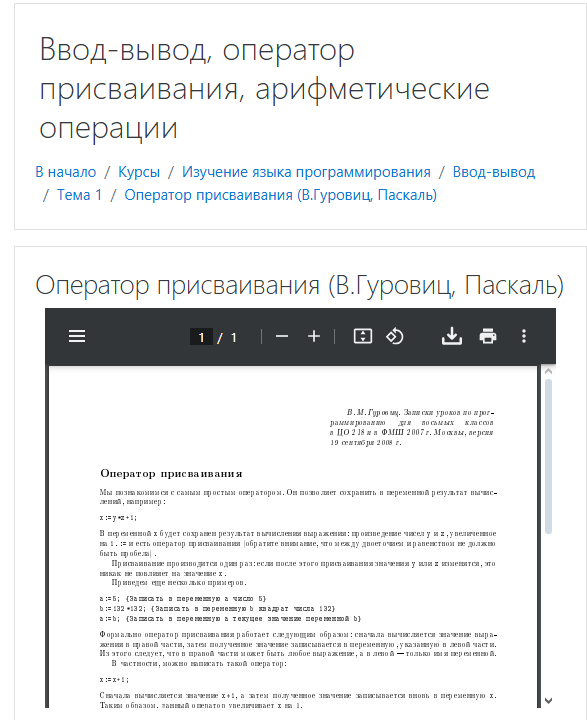 Ввод-вывод, оператор
присваивания, арифметические
операции
В начало / Курсы / Изучение языка программирования / Ввод-вывод
/ Тема 1 / Оператор присваивания (В.Гуровиц, Паскаль)
Оператор присваивания (В.Гуровиц, Паскаль)
1 / 1
В. М. Гуровиц. Записки уроков по прог-
раммированию для восьмых классов
в ЦО 218 и в ФМШ 2007 г. Москвы, версия
19 сентября 2008 г.
Оператор присваивания
Мы познакомимся с самым простым оператором. Он позволяет сохранить в переменной результат вычис-
лений, например:
x:=y*z+1;
В переменной x будет сохранен результат вычисления выражения: произведение чисел y и z, увеличенное
на 1. := и есть оператор присваивания (обратите внимание, что между двоеточием и равенством не должно
быть пробела).
Присваивание производится один раз: если после этого присваивания значения y или z изменятся, это
никак не повлияет на значение x.
Приведем еще несколько примеров.
a:=5; {Записать в переменную a число 5}
b:=132*132; {Записать в переменную b квадрат числа 132}
a:=b; {Записать в переменную a текущее значение переменной b}
Формально оператор присваивания работает следующим образом: сначала вычисляется значение выра-
жения в правой части, затем полученное значение записывается в переменную, указанную в левой части.
Из этого следует, что в правой части может быть любое выражение, а в левой — только имя переменной.
В частности, можно написать такой оператор:
x:=x+1;
Сначала вычисляется значение x+1, а затем полученное значение записывается вновь в переменную x.
Таким образом, данный оператор увеличивает x на 1.